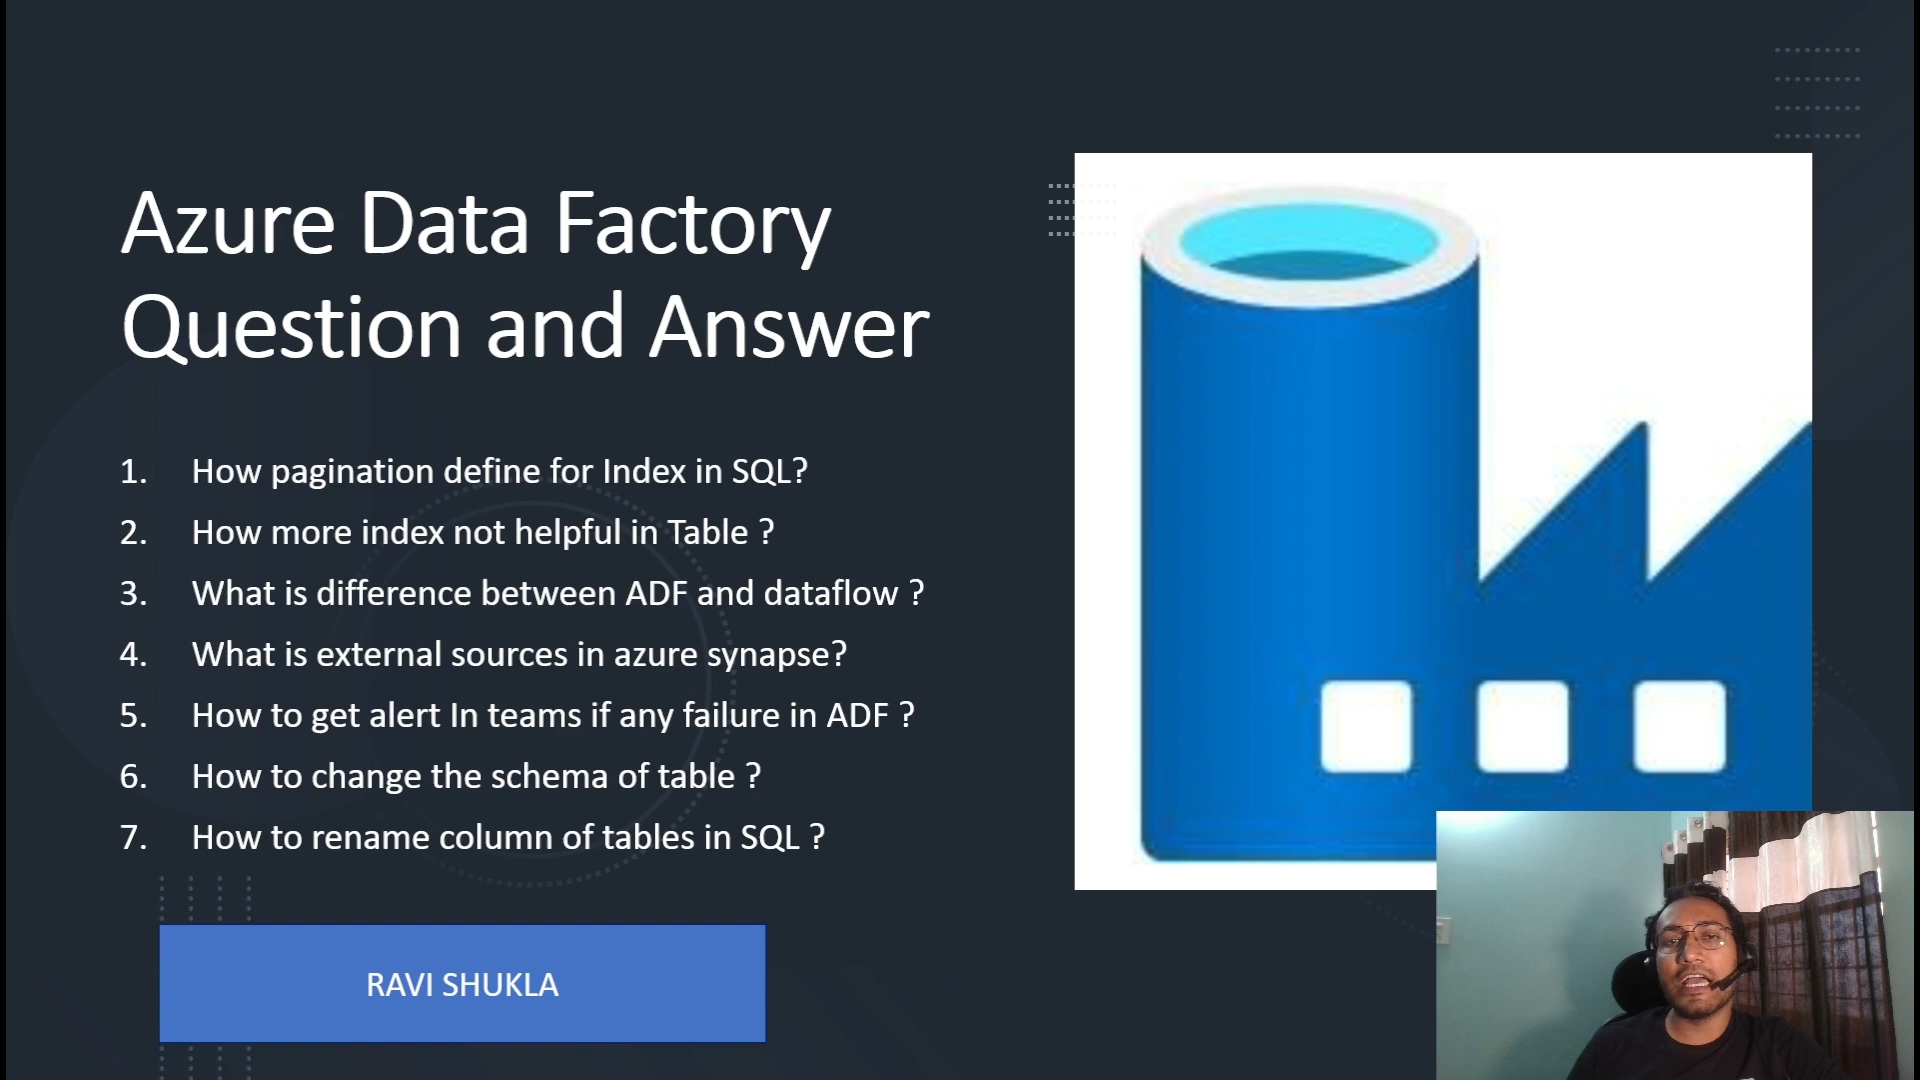 Azure Data Factory
Question and Answer
1. How pagination define for Index in SQL?
2. How more index not helpful in Table ?
3. What is difference between ADF and dataflow ?
4. What is external sources in azure synapse?
5. How to get alert In teams if any failure in ADF ?
6. How to change the schema of table ?
7. How to rename column of tables in SQL ?
RAVI SHUKLA